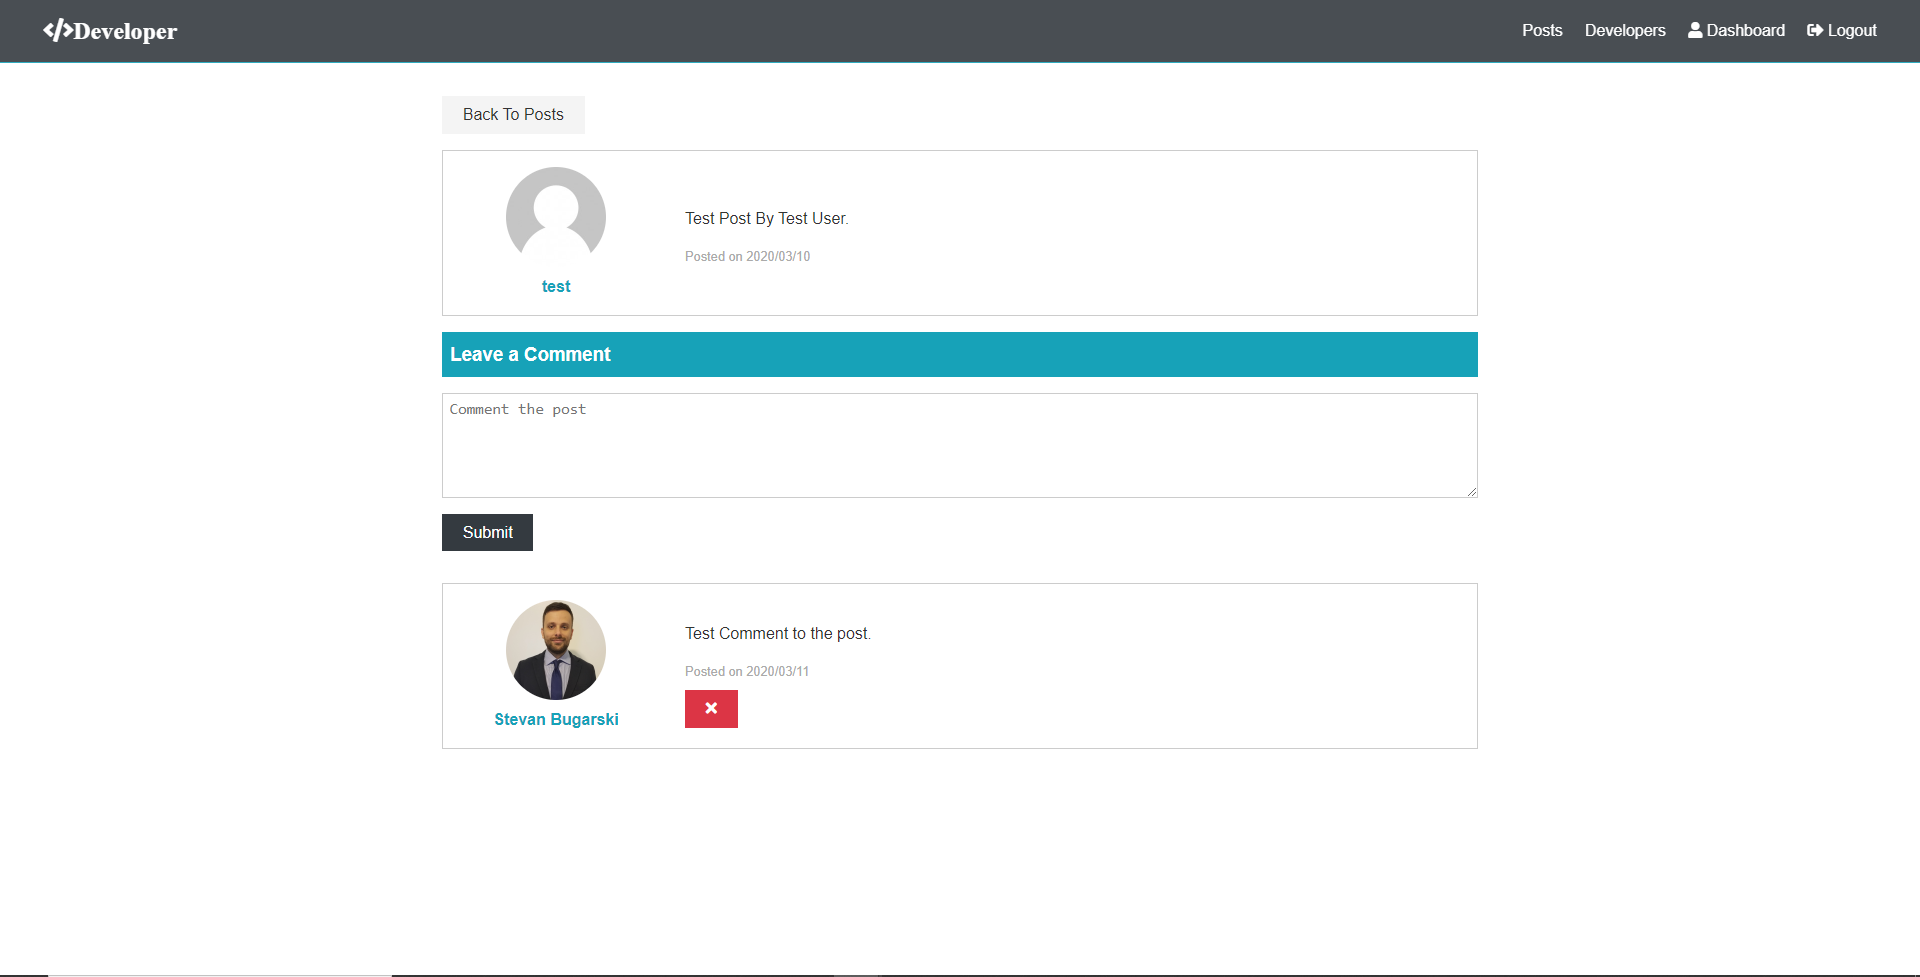 </>Developer
Posts Developers Dashboard Logout
Back To Posts
Test Post By Test User.
Posted on 2020/03/10
test
Leave a Comment
Comment the post
Submit
Test Comment to the post.
Posted on 2020/03/11
Stevan Bugarski